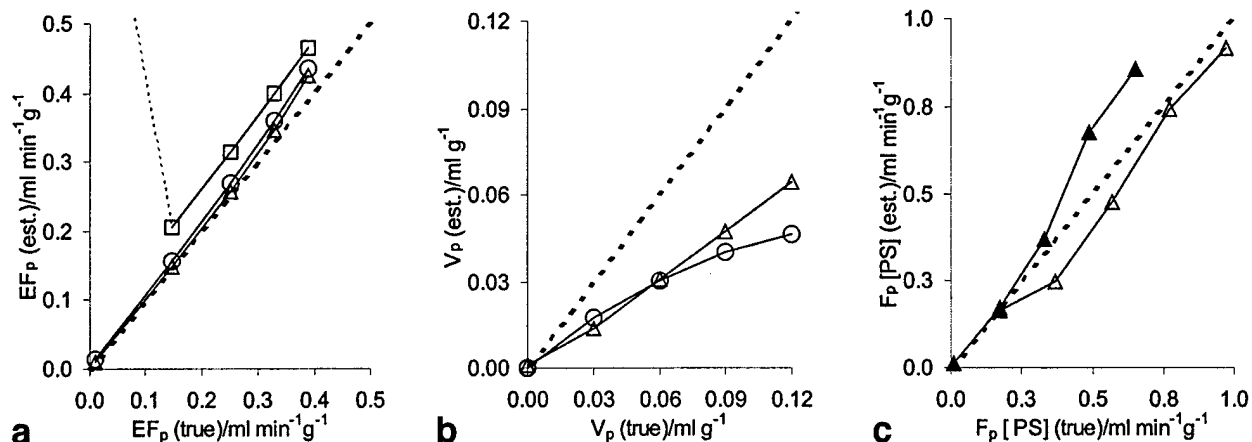 0.5
0.4
0.3
0.2
0.1
0.0
EFp (est.)/ml min-1g-1
0.0 0.1 0.2 0.3 0.4 0.5
EFp (true)/ml min-1g-1
a
0.12
0.09
0.06
0.03
0.00
Vp (est.)/ml g-1
0.00 0.03 0.06 0.09 0.12
Vp (true)/ml g-1
b
1.0
0.8
0.5
0.3
0.0
Fp [PS] (est.)/ml min-1g-1
0.0 0.3 0.5 0.8 1.0
Fp [PS] (true)/ml min-1g-1
c